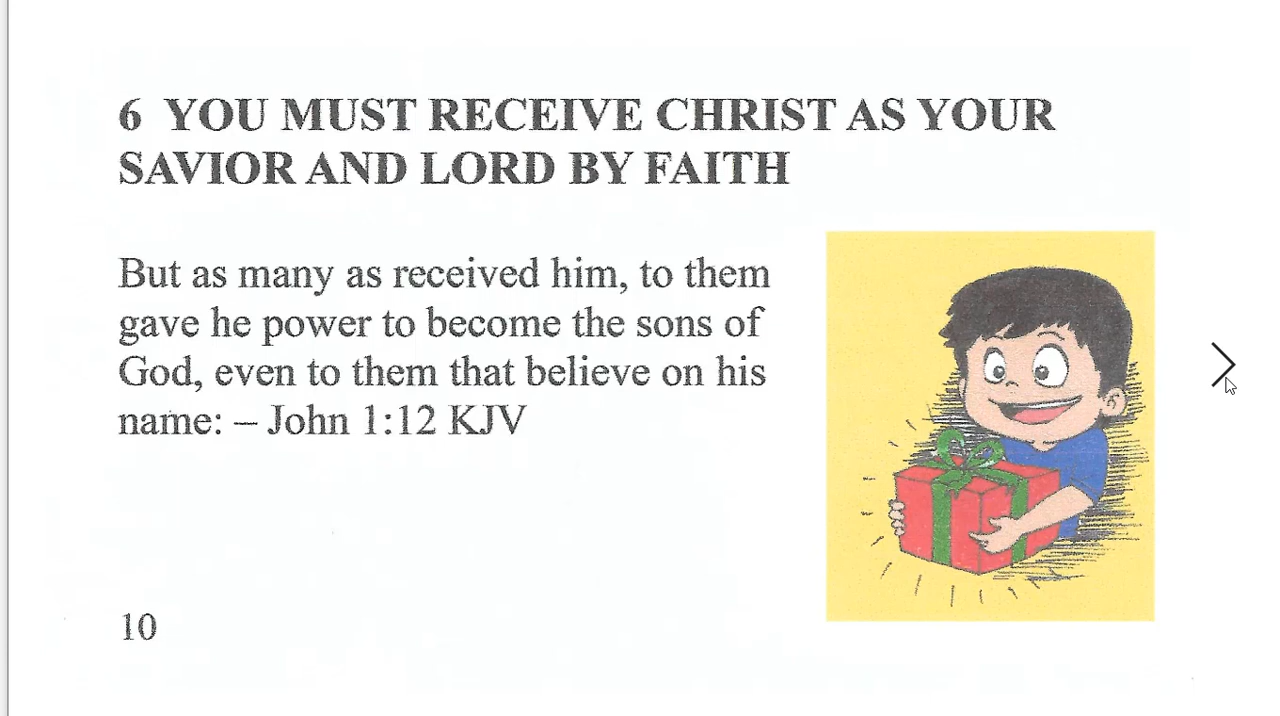 6 YOU MUST RECEIVE CHRIST AS YOUR
SAVIOR AND LORD BY FAITH
But as many as received him, to them
gave he power to become the sons of
God, even to them that believe on his
name: – John 1:12 KJV
10